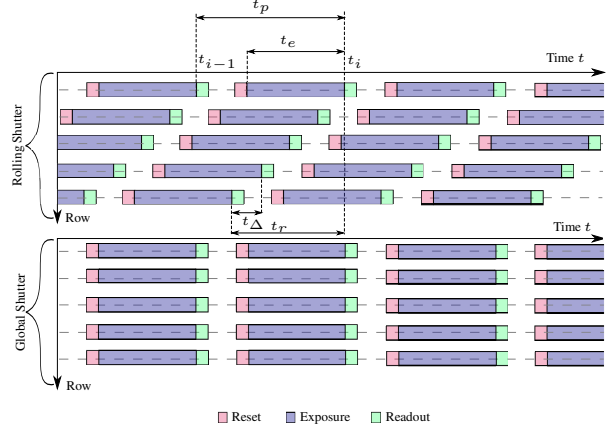 t_p
t_e
t_{i−1}
t_i
Time t
Rolling Shutter
Row
t_Δ
t_r
Time t
Global Shutter
Row
Reset
Exposure
Readout